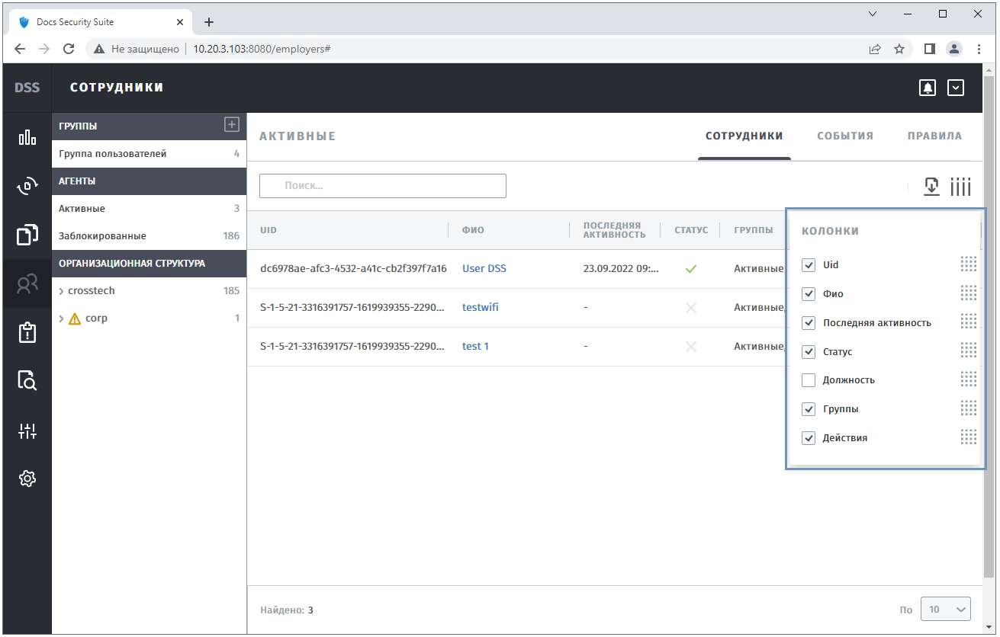 Docs Security Suite
Не защищено
10.20.3.103:8080/employers#
DSS
СОТРУДНИКИ
ГРУППЫ
Группа пользователей 4
АГЕНТЫ
Активные 3
Заблокированные 186
ОРГАНИЗАЦИОННАЯ СТРУКТУРА
crosstech 185
corp 1
АКТИВНЫЕ
СОТРУДНИКИ СОБЫТИЯ ПРАВИЛА
Поиск...
UID ФИО ПОСЛЕДНЯЯ АКТИВНОСТЬ СТАТУС ГРУППЫ
dc6978ae-afc3-4532-a41c-cb2f397f7a16 User DSS 23.09.2022 09:... Активные
S-1-5-21-3316391757-1619939355-2290... testwifi - Активные,
S-1-5-21-3316391757-1619939355-2290... test 1 - Активные,
КОЛОНКИ
Uid
Фио
Последняя активность
Статус
Должность
Группы
Действия
Найдено: 3
По 10